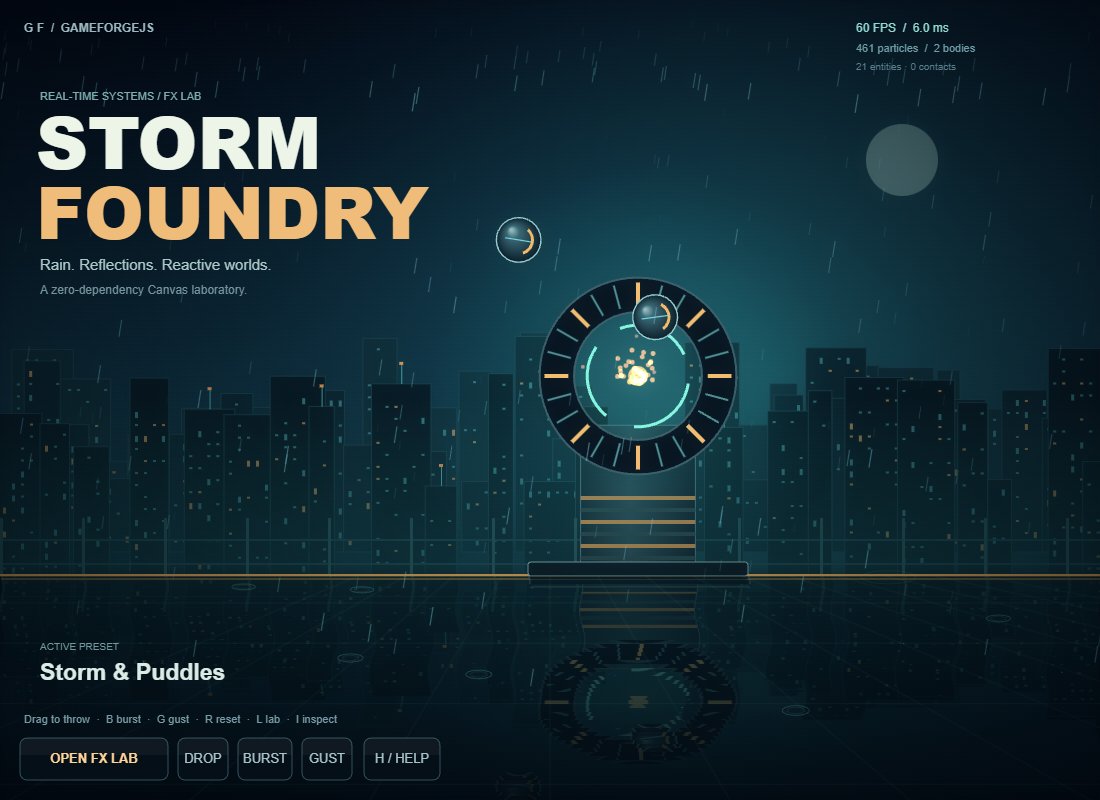 G F / GAMEFORGEJS
60 FPS / 6.0 ms
461 particles / 2 bodies
21 entities · 0 contacts
REAL-TIME SYSTEMS / FX LAB
STORM
FOUNDRY
Rain. Reflections. Reactive worlds.
A zero-dependency Canvas laboratory.
ACTIVE PRESET
Storm & Puddles
Drag to throw · B burst · G gust · R reset · L lab · I inspect
OPEN FX LAB
DROP
BURST
GUST
H / HELP